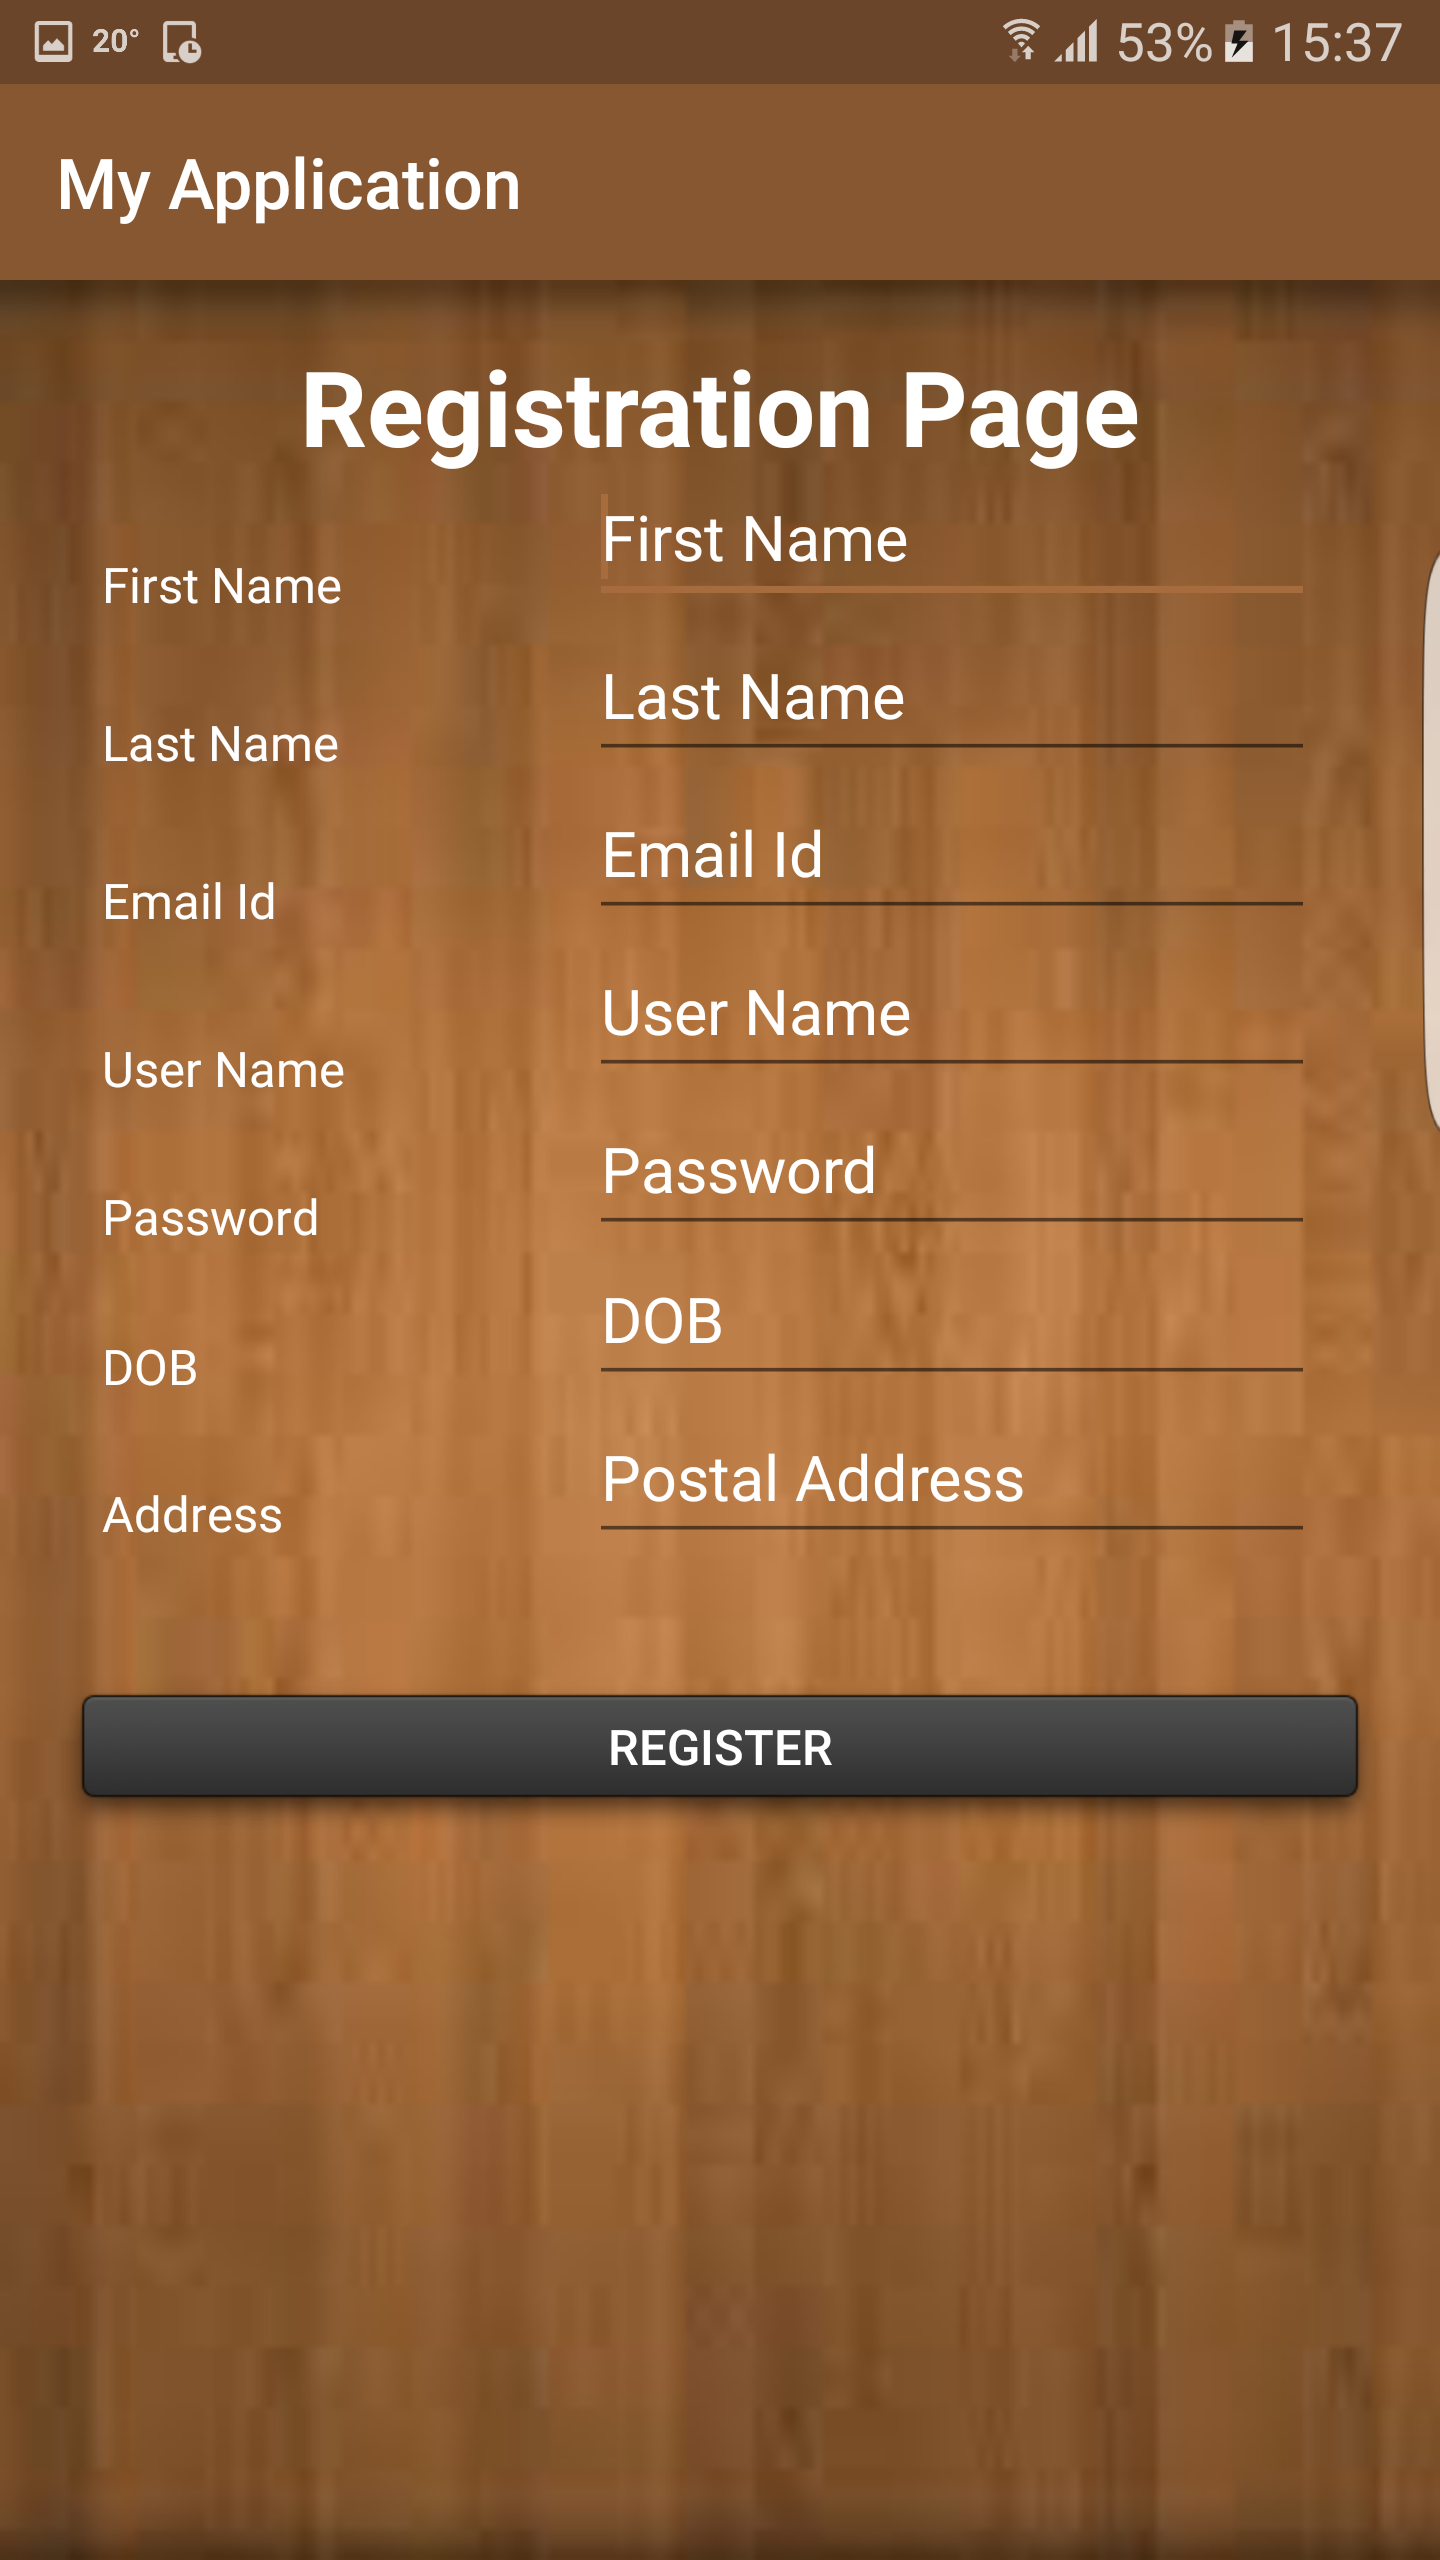 20° 53% 15:37
My Application
Registration Page
First Name First Name
Last Name Last Name
Email Id Email Id
User Name User Name
Password Password
DOB DOB
Address Postal Address
REGISTER